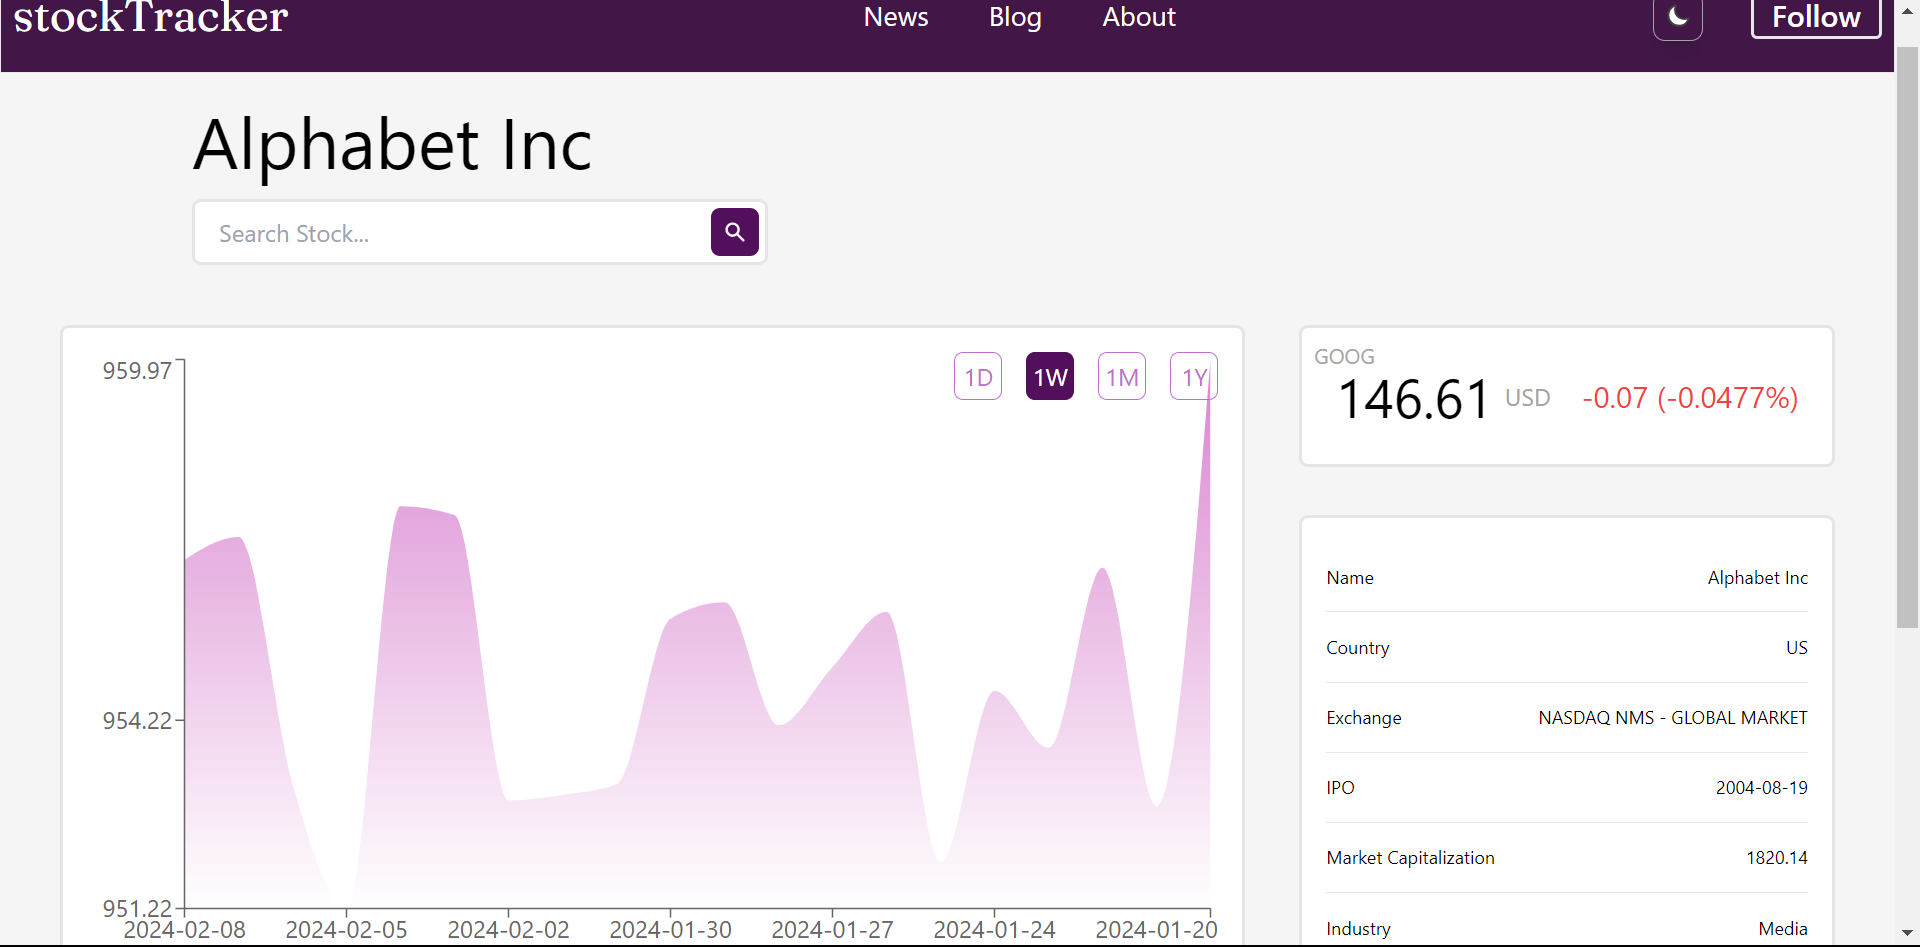 stockTracker
News Blog About
Follow
Alphabet Inc
Search Stock...
1D 1W 1M 1Y
959.97
954.22
951.22
2024-02-08 2024-02-05 2024-02-02 2024-01-30 2024-01-27 2024-01-24 2024-01-20
GOOG
146.61 USD -0.07 (-0.0477%)
Name Alphabet Inc
Country US
Exchange NASDAQ NMS - GLOBAL MARKET
IPO 2004-08-19
Market Capitalization 1820.14
Industry Media